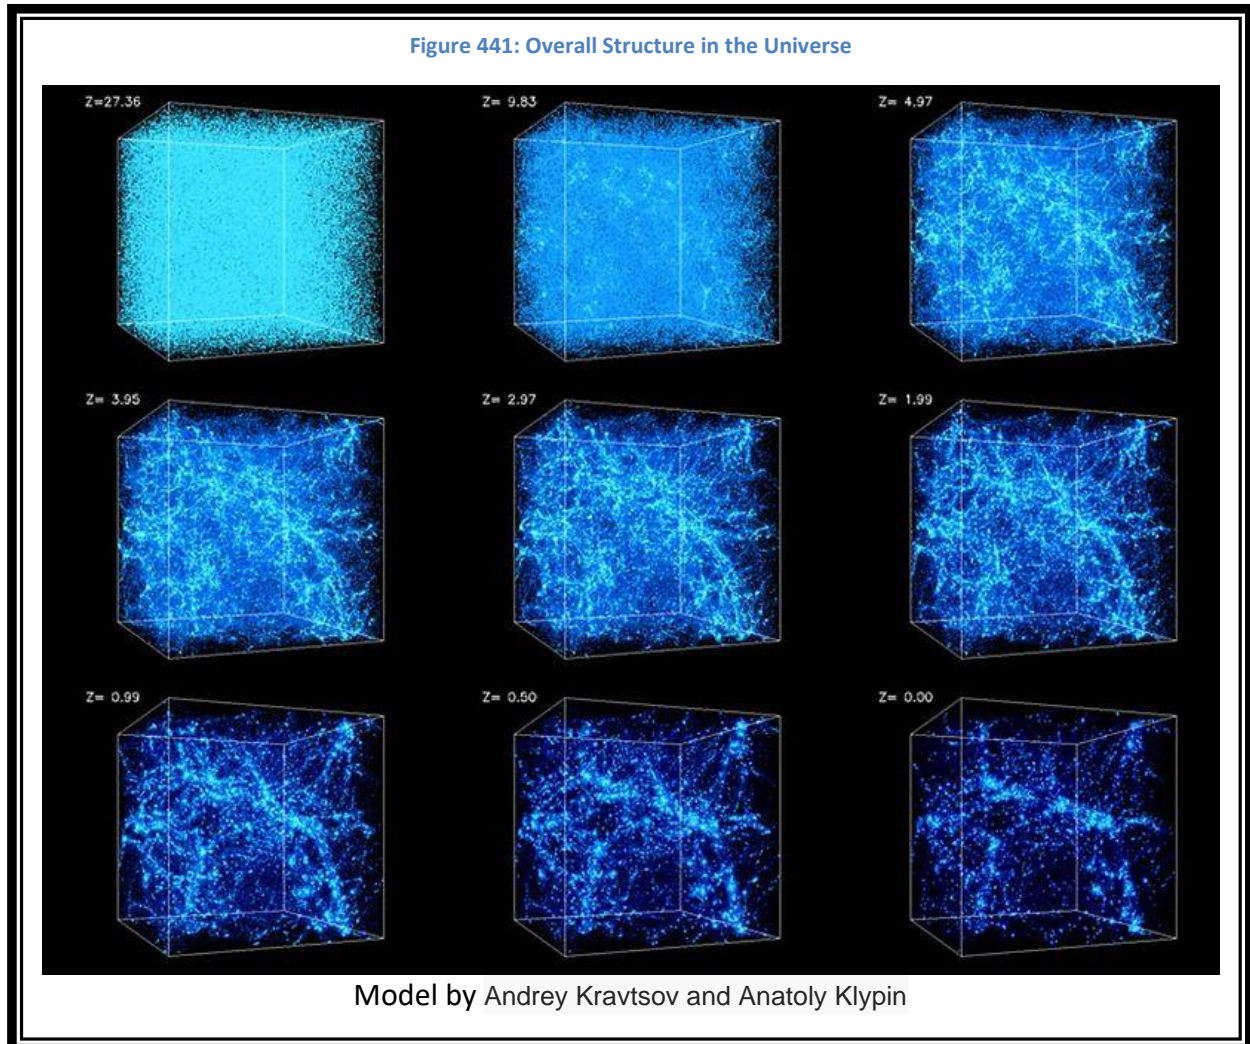 Figure 441: Overall Structure in the Universe
Z=27.36
Z= 9.83
Z= 4.97
Z= 3.95
Z= 2.97
Z= 1.99
Z= 0.99
Z= 0.50
Z= 0.00
Model by Andrey Kravtsov and Anatoly Klypin